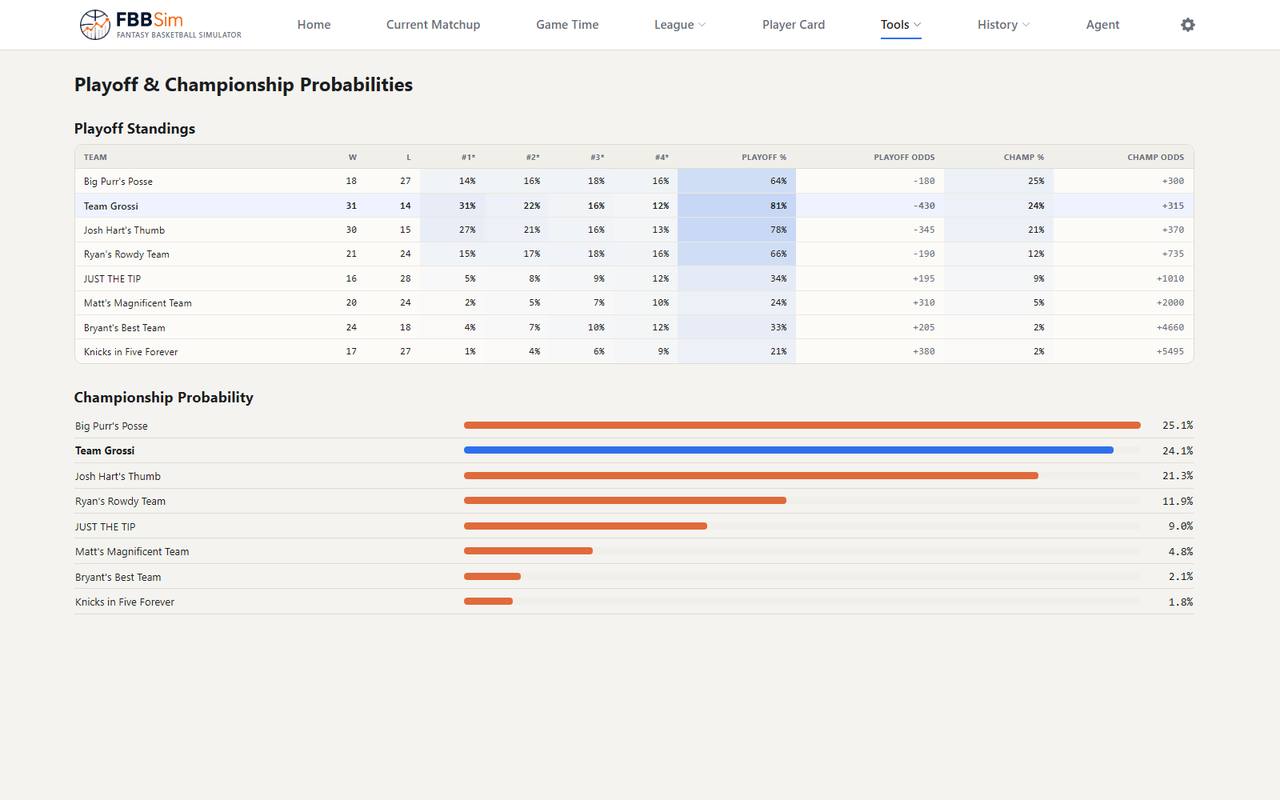 FBBSim
FANTASY BASKETBALL SIMULATOR
Home Current Matchup Game Time League Player Card Tools History Agent
Playoff & Championship Probabilities
Playoff Standings
TEAM W L #1* #2* #3* #4* PLAYOFF % PLAYOFF ODDS CHAMP % CHAMP ODDS
Big Purr's Posse 18 27 14% 16% 18% 16% 64% -180 25% +300
Team Grossi 31 14 31% 22% 16% 12% 81% -430 24% +315
Josh Hart's Thumb 30 15 27% 21% 16% 13% 78% -345 21% +370
Ryan's Rowdy Team 21 24 15% 17% 18% 16% 66% -190 12% +735
JUST THE TIP 16 28 5% 8% 9% 12% 34% +195 9% +1010
Matt's Magnificent Team 20 24 2% 5% 7% 10% 24% +310 5% +2000
Bryant's Best Team 24 18 4% 7% 10% 12% 33% +205 2% +4660
Knicks in Five Forever 17 27 1% 4% 6% 9% 21% +380 2% +5495
Championship Probability
Big Purr's Posse 25.1%
Team Grossi 24.1%
Josh Hart's Thumb 21.3%
Ryan's Rowdy Team 11.9%
JUST THE TIP 9.0%
Matt's Magnificent Team 4.8%
Bryant's Best Team 2.1%
Knicks in Five Forever 1.8%